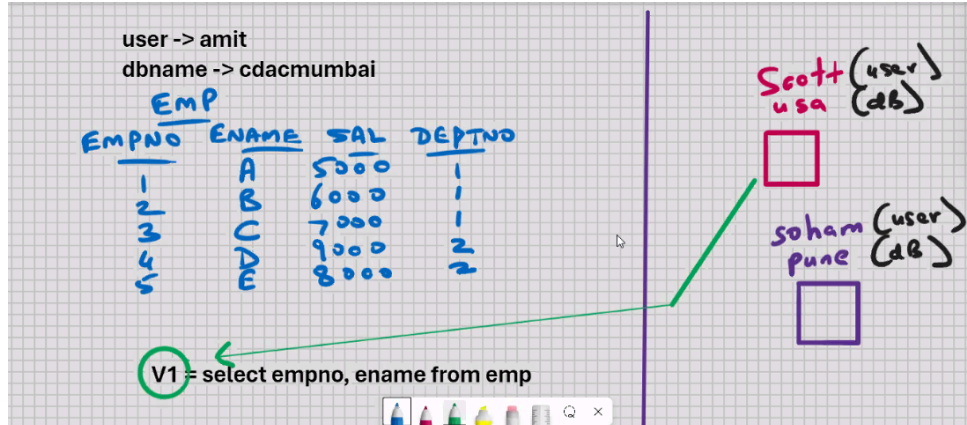 user -> amit
dbname -> cdacmumbai
EMP
EMPNO ENAME SAL DEPTNO
1 A 5000 1
2 B 6000 1
3 C 7000 1
4 D 9000 2
5 E 8000 2
V1 = select empno, ename from emp
Scott (user)
usa (dB)
soham (user)
pune (dB)